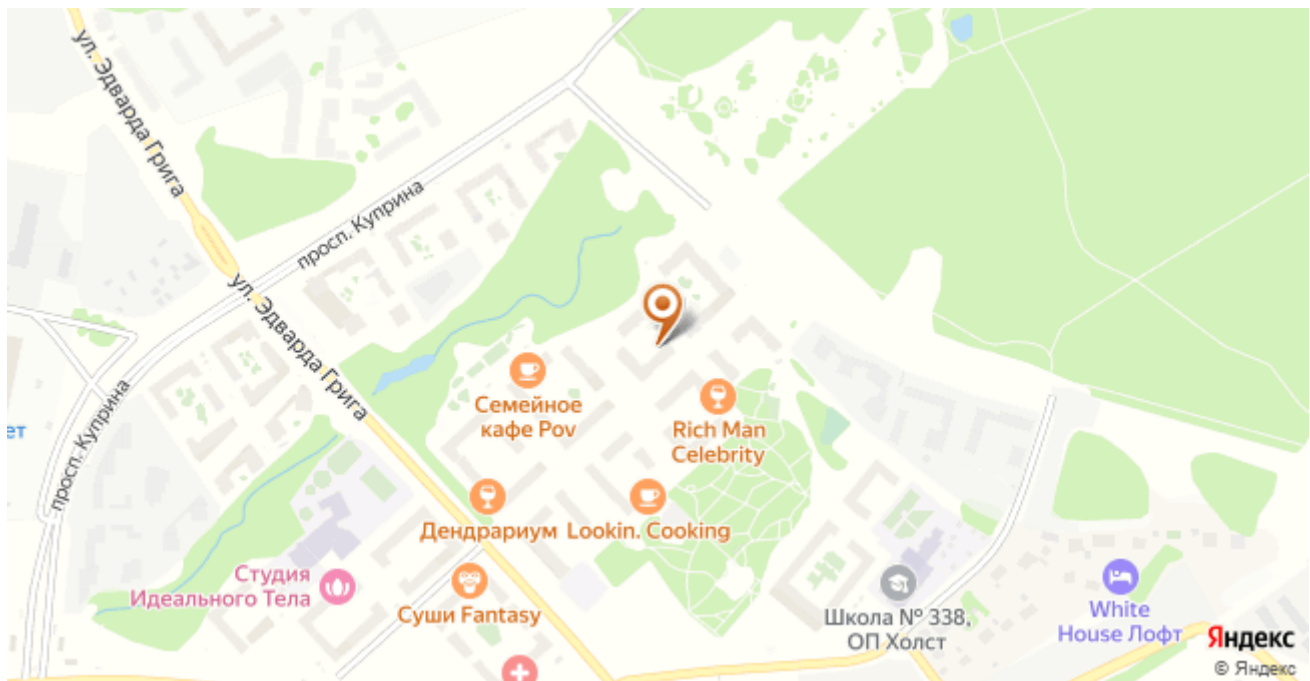 ул. Эдварда Грига
просп. Куприна
ул. Эдварда Грига
просп. Куприна
ет
Семейное
кафе Pov
Rich Man
Celebrity
Дендрариум
Lookin. Cooking
Студия
Идеального Тела
Суши Fantasy
Школа № 338,
ОП Холст
White
House Лофт
Яндекс
© Яндекс